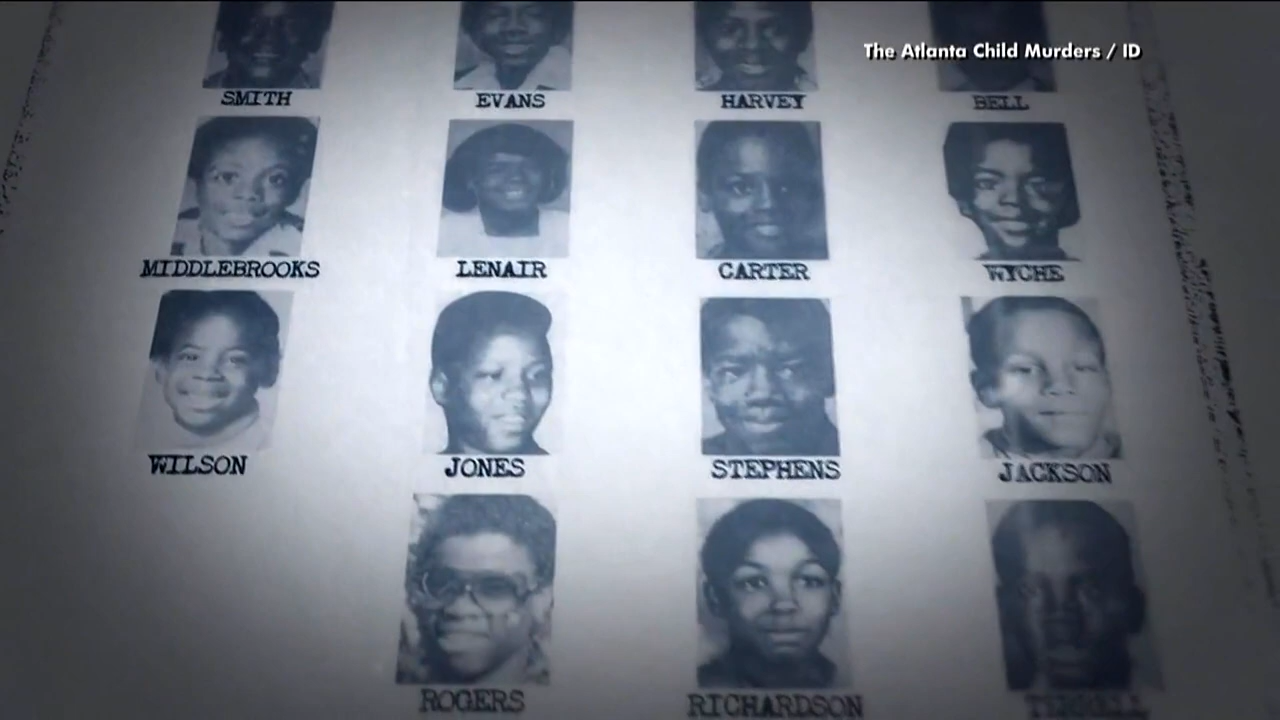 The Atlanta Child Murders / ID
SMITH EVANS HARVEY BELL
MIDDLEBROOKS LENAIR CARTER WYCHE
WILSON JONES STEPHENS JACKSON
ROGERS RICHARDSON TERRELL